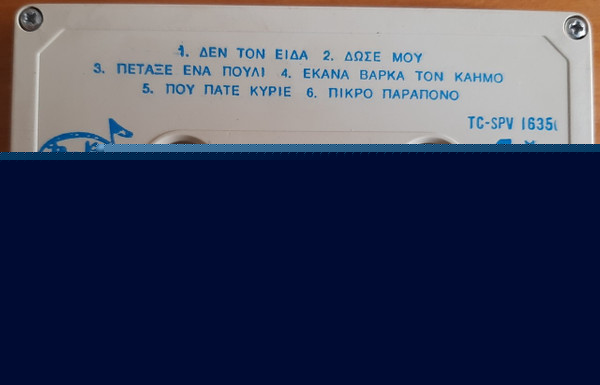 1. ΔΕΝ ΤΟΝ ΕΙΔΑ 2. ΔΩΣΕ ΜΟΥ
3. ΠΕΤΑΞΕ ΕΝΑ ΠΟΥΛΙ 4. ΕΚΑΝΑ ΒΑΡΚΑ ΤΟΝ ΚΑΗΜΟ
5. ΠΟΥ ΠΑΤΕ ΚΥΡΙΕ 6. ΠΙΚΡΟ ΠΑΡΑΠΟΝΟ
TC-SPV